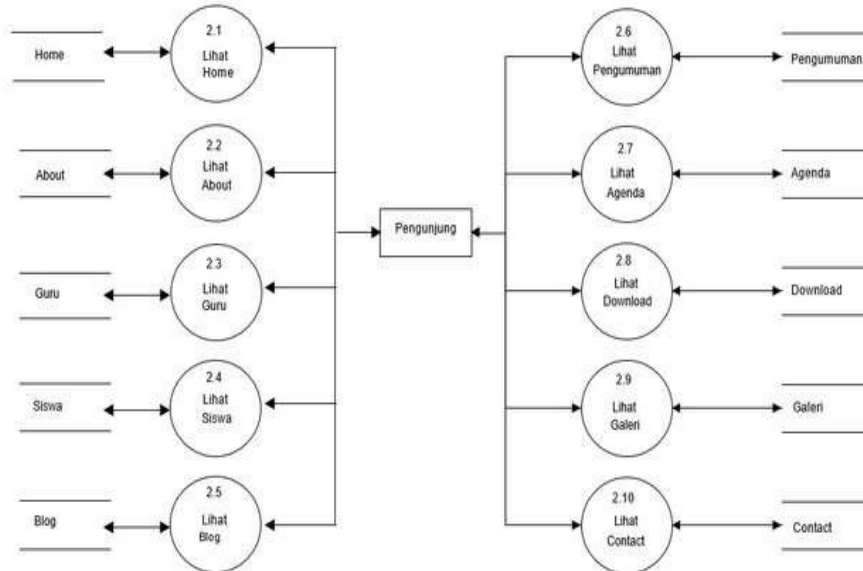 Home
2.1
Lihat
Home
About
2.2
Lihat
About
Guru
2.3
Lihat
Guru
Siswa
2.4
Lihat
Siswa
Blog
2.5
Lihat
Blog
Pengunjung
2.6
Lihat
Pengumuman
Pengumuman
2.7
Lihat
Agenda
Agenda
2.8
Lihat
Download
Download
2.9
Lihat
Galeri
Galeri
2.10
Lihat
Contact
Contact